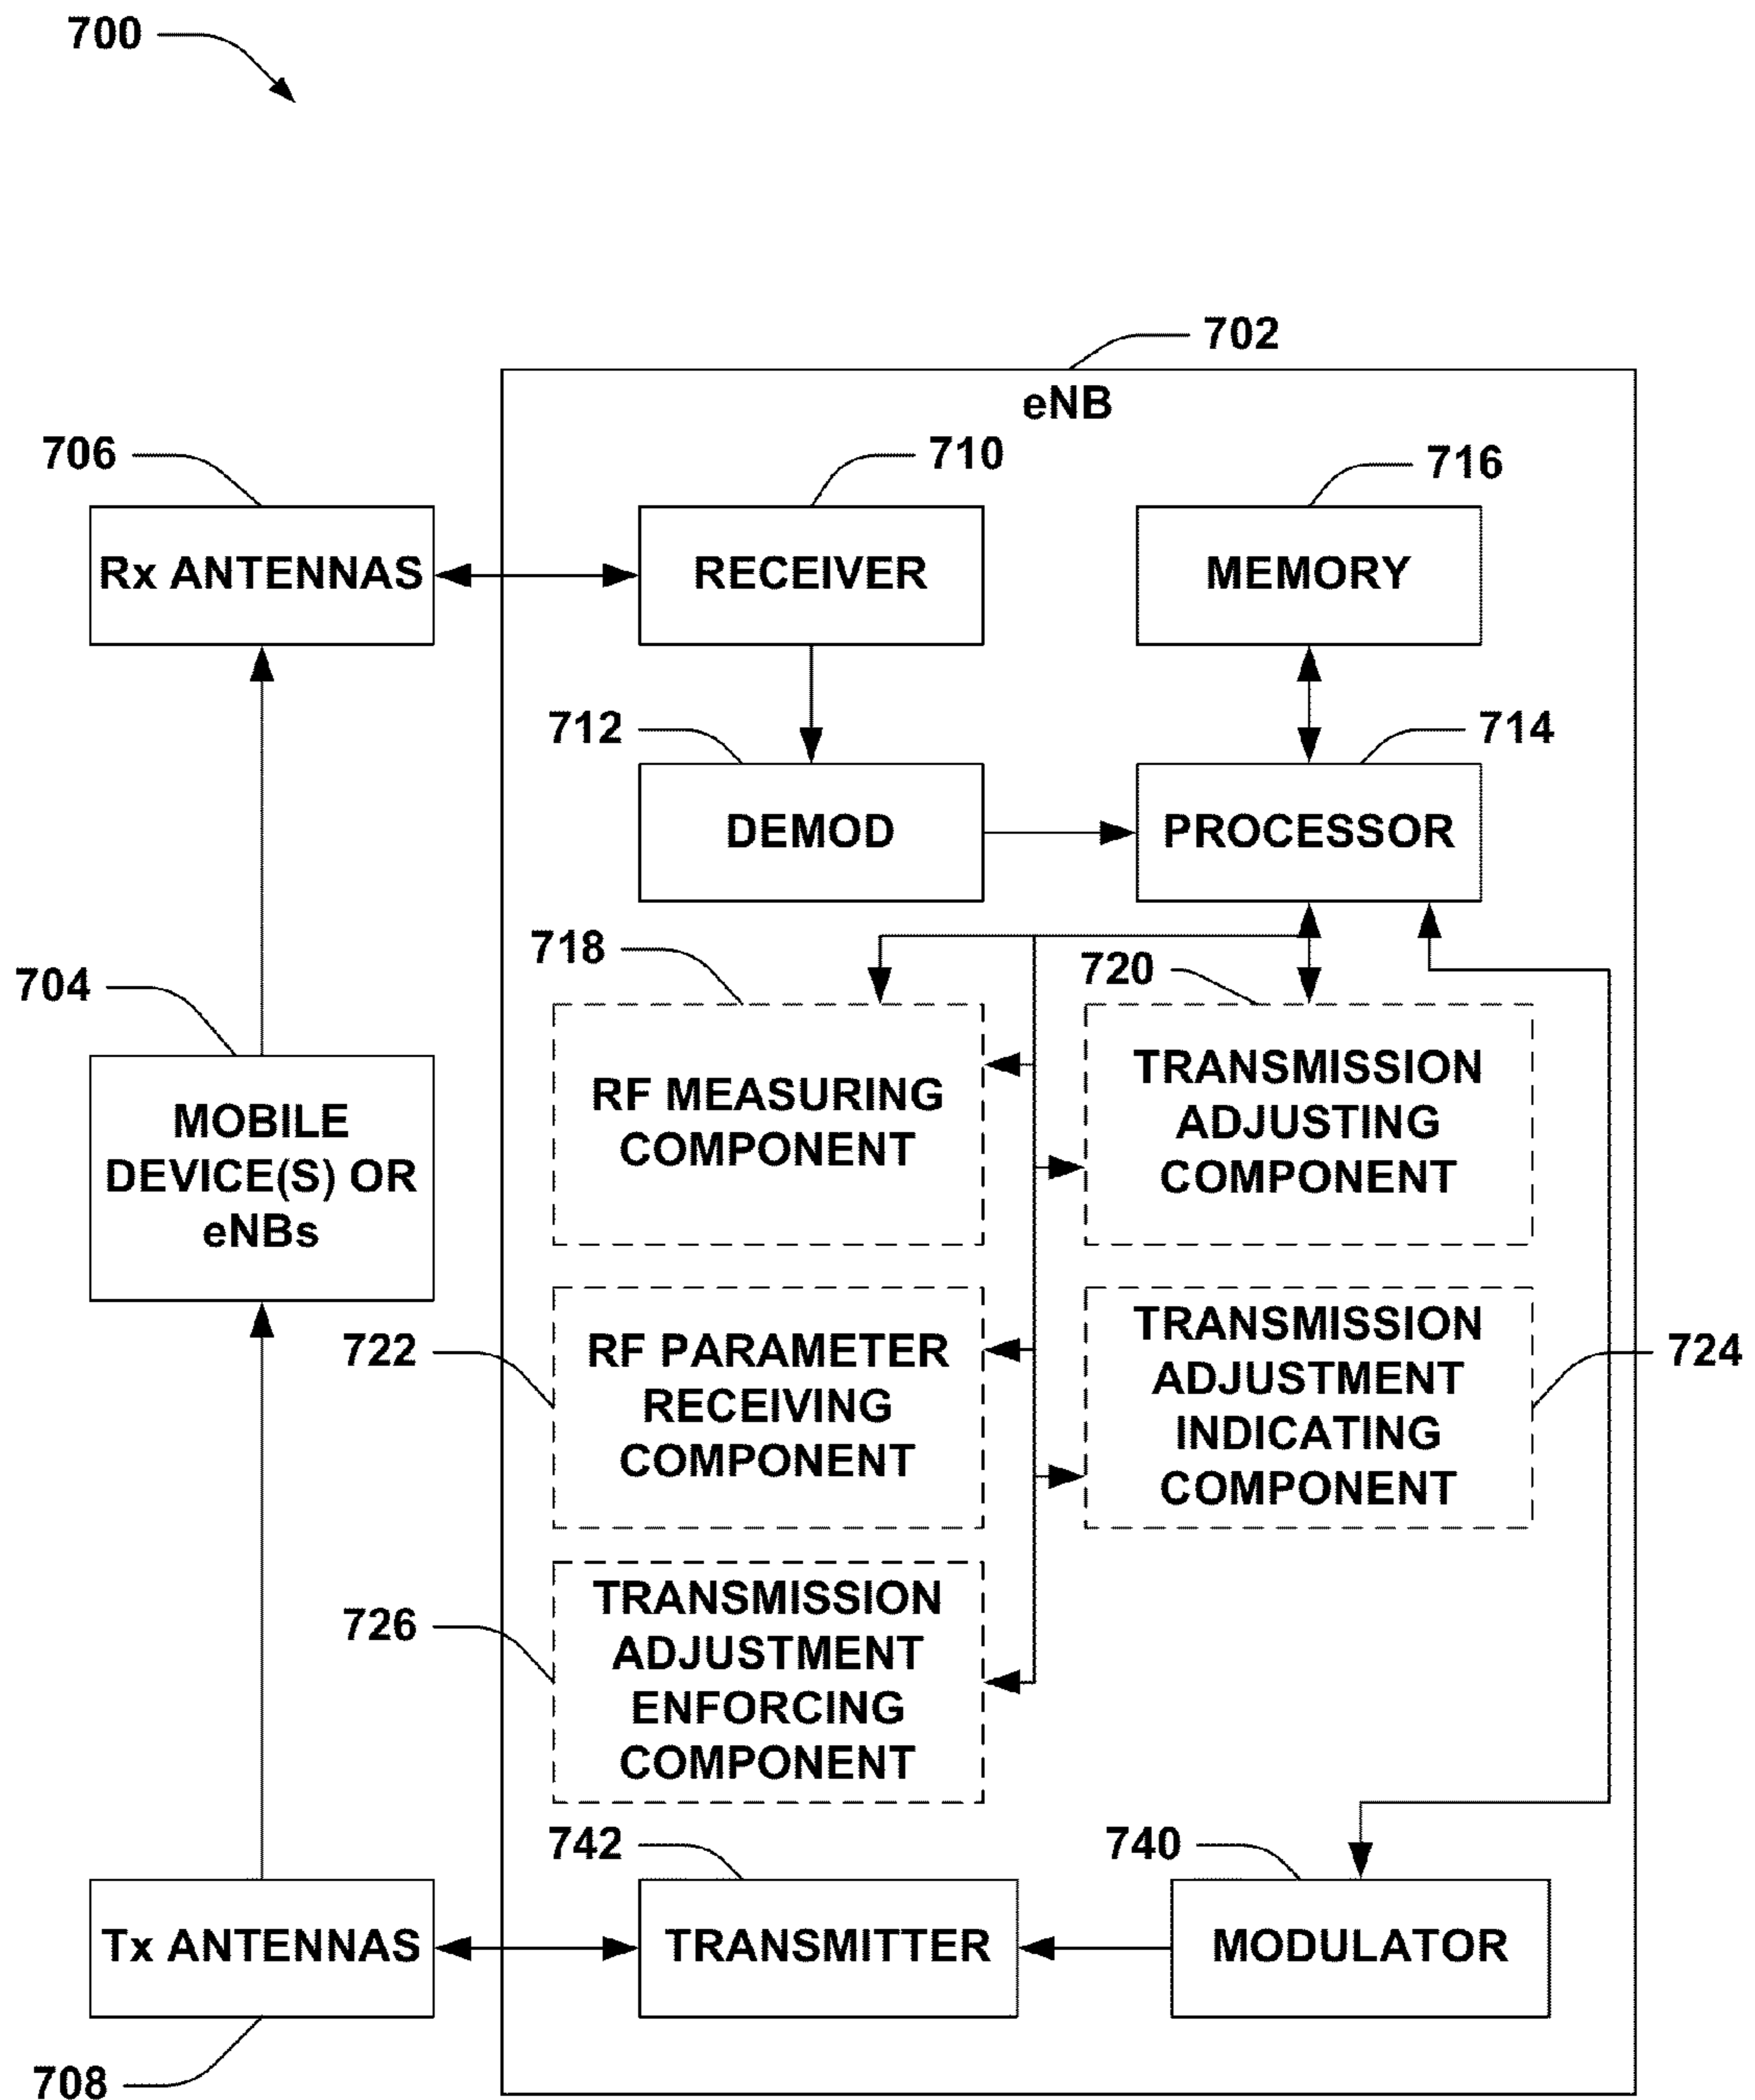 700
702
eNB
706
710
716
Rx ANTENNAS
RECEIVER
MEMORY
712
714
DEMOD
PROCESSOR
718
720
704
MOBILE
DEVICE(S) OR
eNBs
RF MEASURING
COMPONENT
TRANSMISSION
ADJUSTING
COMPONENT
722
RF PARAMETER
RECEIVING
COMPONENT
TRANSMISSION
ADJUSTMENT
INDICATING
COMPONENT
724
726
TRANSMISSION
ADJUSTMENT
ENFORCING
COMPONENT
742
740
Tx ANTENNAS
TRANSMITTER
MODULATOR
708